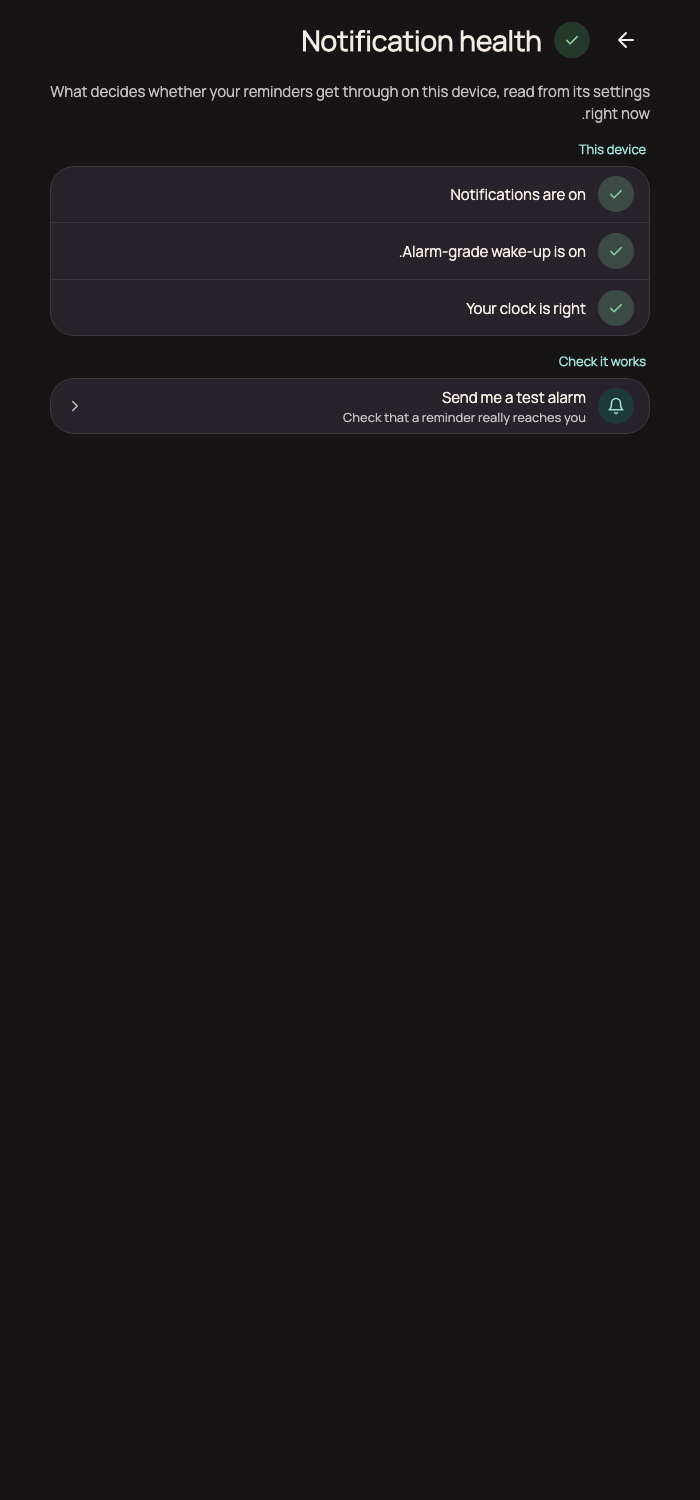 Notification health
What decides whether your reminders get through on this device, read from its settings
.right now
This device
Notifications are on
.Alarm-grade wake-up is on
Your clock is right
Check it works
Send me a test alarm
Check that a reminder really reaches you